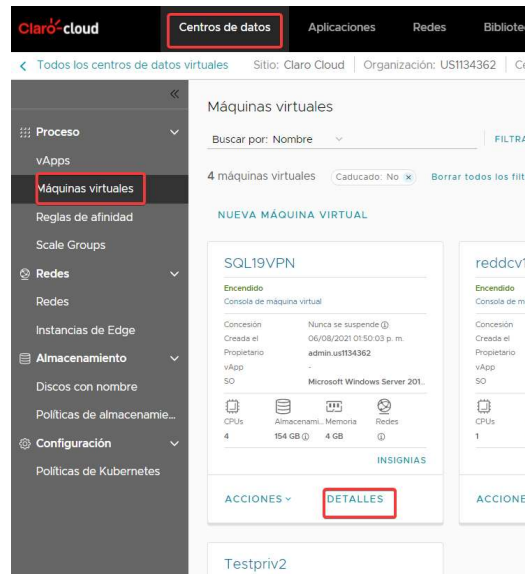 Claro-cloud Centros de datos Aplicaciones Redes
Todos los centros de datos virtuales Sitio: Claro Cloud Organización: US1134362
Proceso
vApps
Máquinas virtuales
Reglas de afinidad
Scale Groups
Redes
Redes
Instancias de Edge
Almacenamiento
Discos con nombre
Políticas de almacenamie...
Configuración
Políticas de Kubernetes
Máquinas virtuales
Buscar por: Nombre
4 máquinas virtuales Caducado: No Borrar todos los
NUEVA MÁQUINA VIRTUAL
SQL19VPN
Encendido
Consola de máquina virtual
Concesión Nunca se suspende
Creada el 06/08/2021 01:50:03 p. m.
Propietario admin.us1134362
vApp -
SO Microsoft Windows Server 201...
CPUs Almacenami... Memoria Redes
4 154 GB 4 GB
INSIGNIAS
ACCIONES DETALLES
Encendido
Concesión
Creada el
Propietario
vApp
SO
CPUs
1
Testpriv2